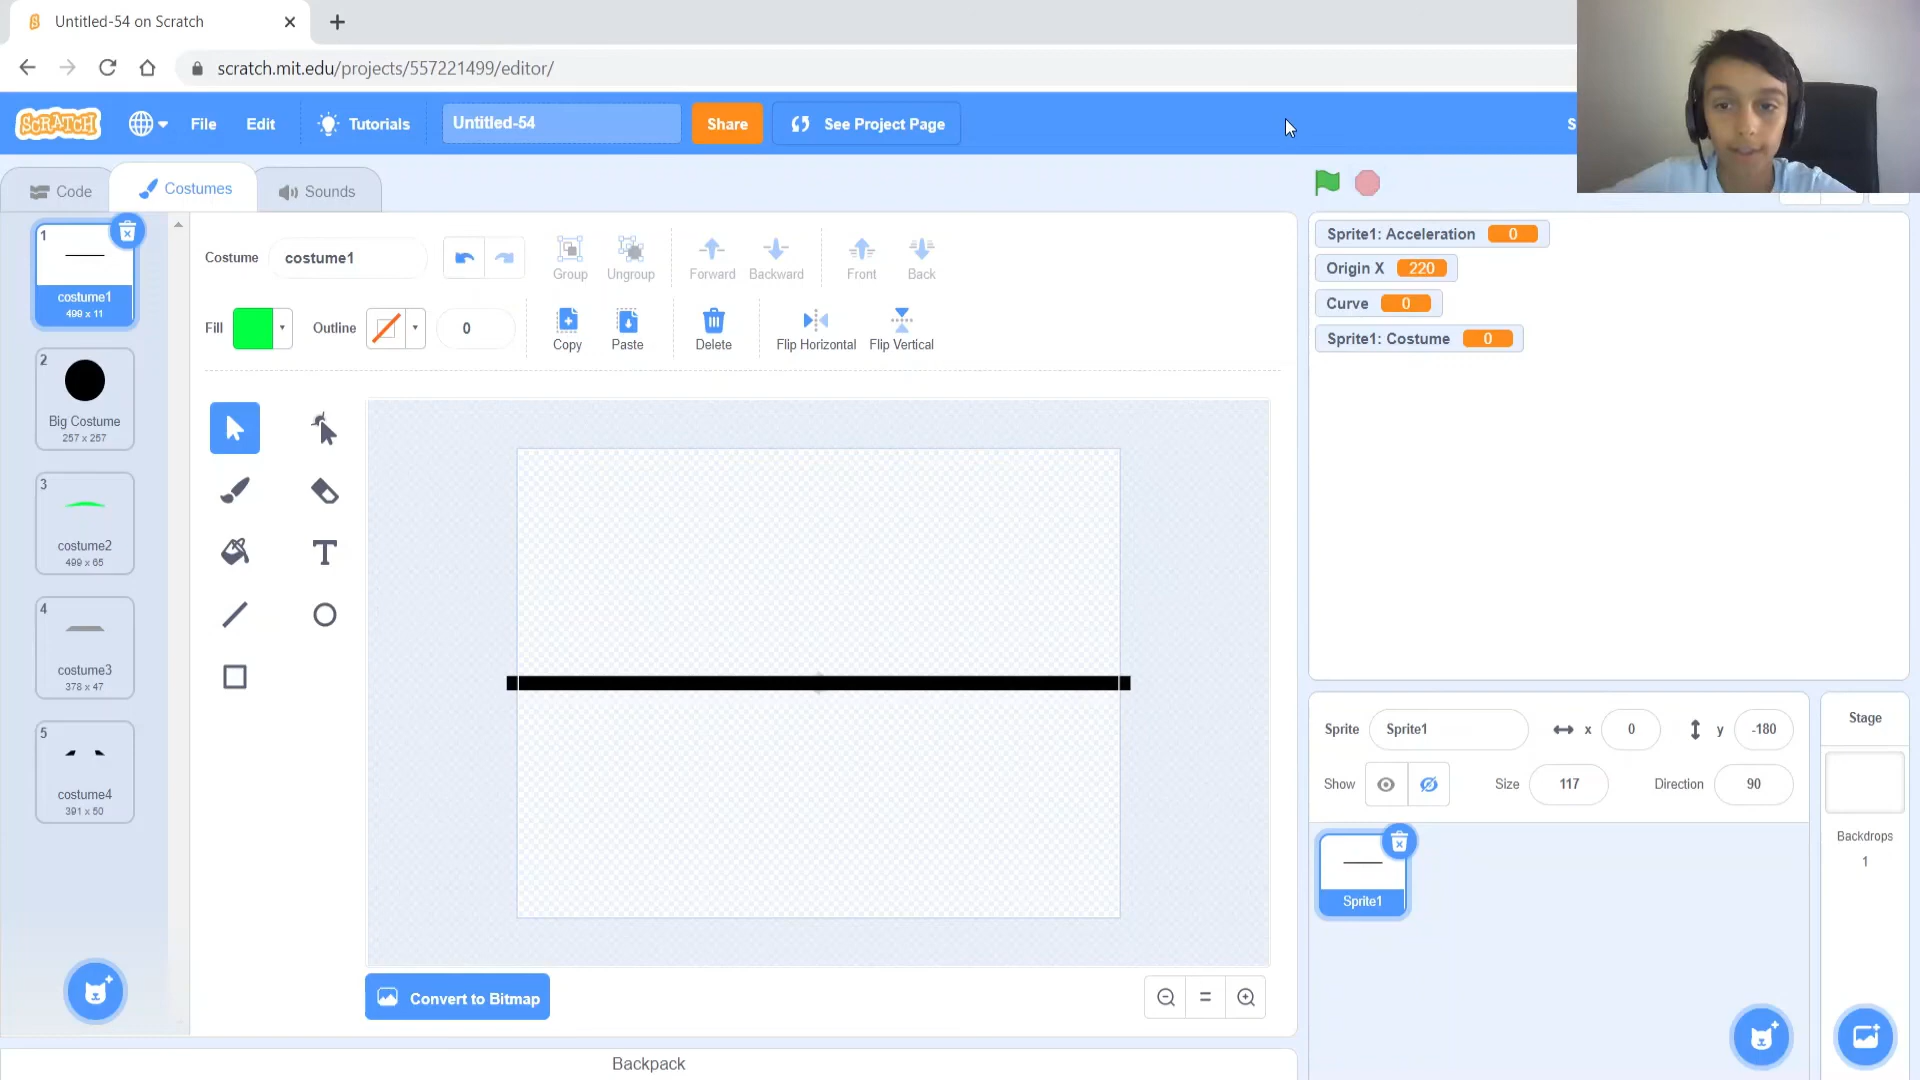 Untitled-54 on Scratch
scratch.mit.edu/projects/557221499/editor/
SCRATCH
File
Edit
Tutorials
Untitled-54
Share
See Project Page
S
Code
Costumes
Sounds
1
costume1
499 x 11
2
Big Costume
257 x 257
3
costume2
499 x 65
4
costume3
378 x 47
5
costume4
391 x 50
Costume
costume1
Group
Ungroup
Forward
Backward
Front
Back
Fill
Outline
0
Copy
Paste
Delete
Flip Horizontal
Flip Vertical
T
Convert to Bitmap
Backpack
Sprite1: Acceleration 0
Origin X 220
Curve 0
Sprite1: Costume 0
Sprite
Sprite1
x
0
y
-180
Show
Size
117
Direction
90
Sprite1
Stage
Backdrops
1